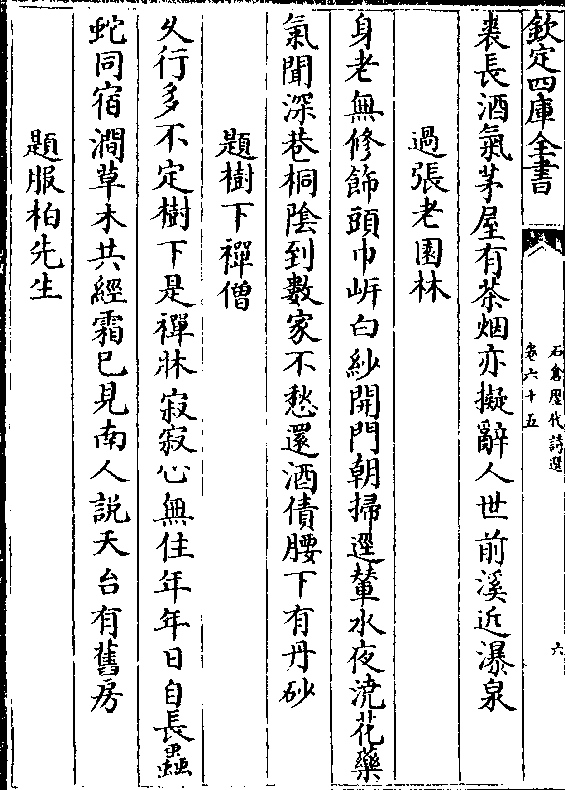 欽定四庫全書
石倉歷代詩選
卷六十五
六
裘長酒氣茅屋有茶烟亦擬辭人世前溪近瀑泉
過張老園林
身老無修飾頭巾岍白紗開門朝掃逕輦水夜澆花藥
氣聞深巷桐陰到數家不愁還酒債腰下有丹砂
題樹下禪僧
久行多不定樹下是禪牀寂寂心無住年年日自長蟲
蛇同宿澗草木共經霜已見南人説天台有舊房
題服柏先生